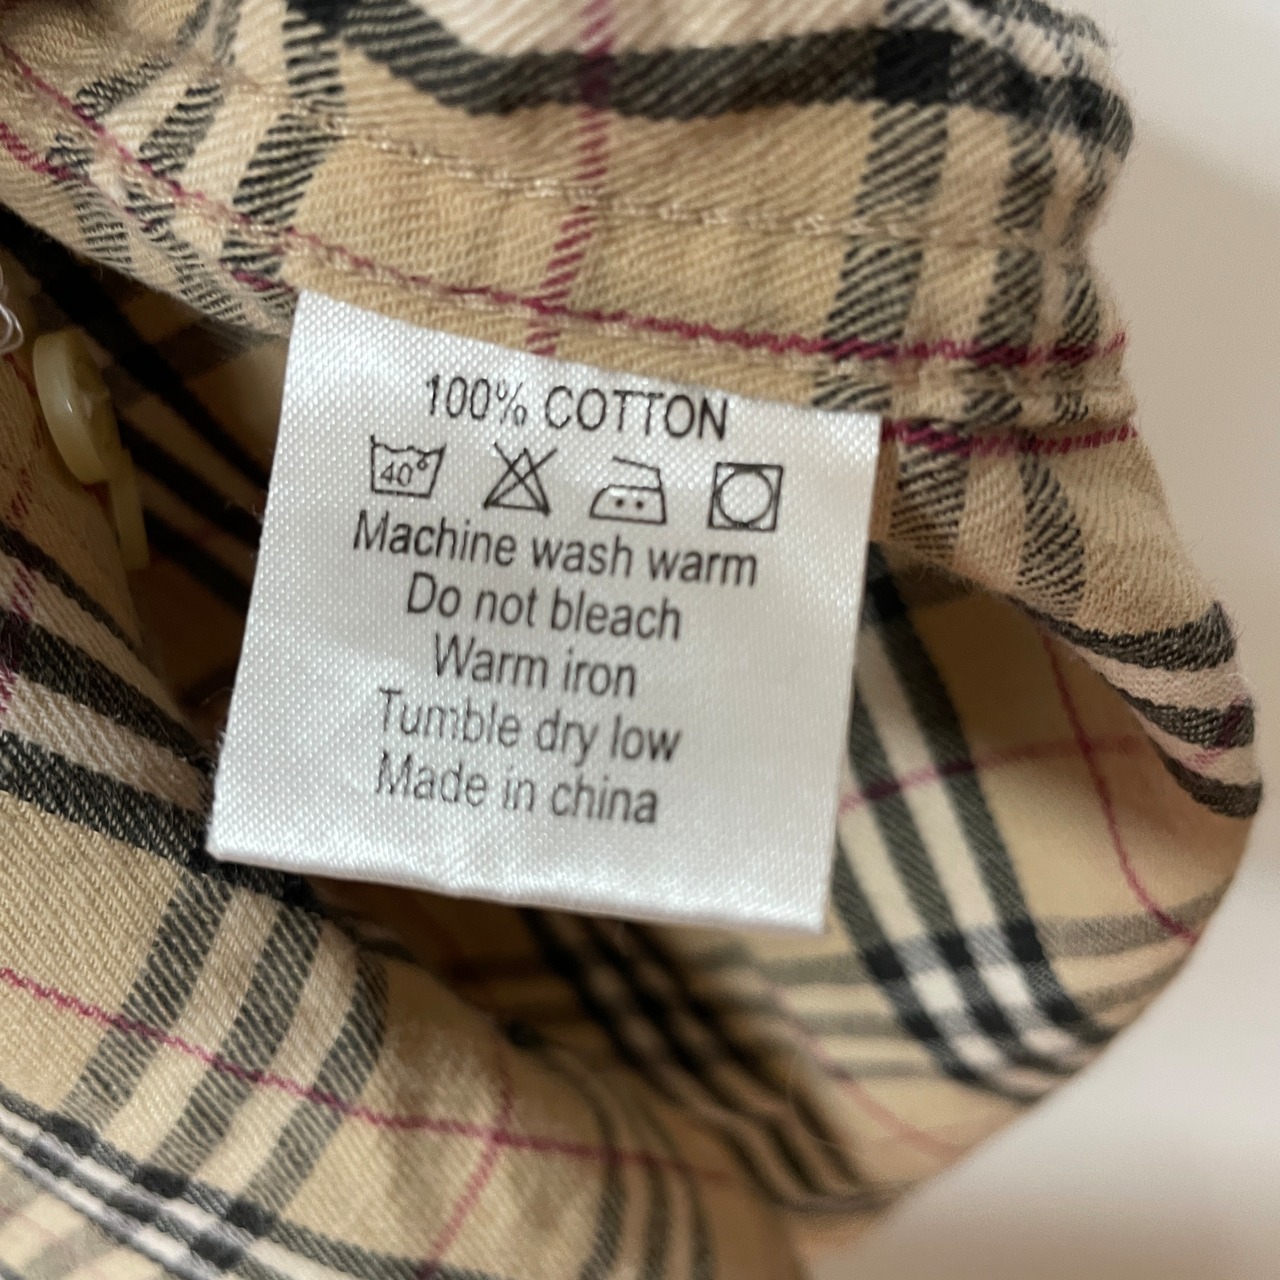 100% COTTON
40°
Machine wash warm
Do not bleach
Warm iron
Tumble dry low
Made in china